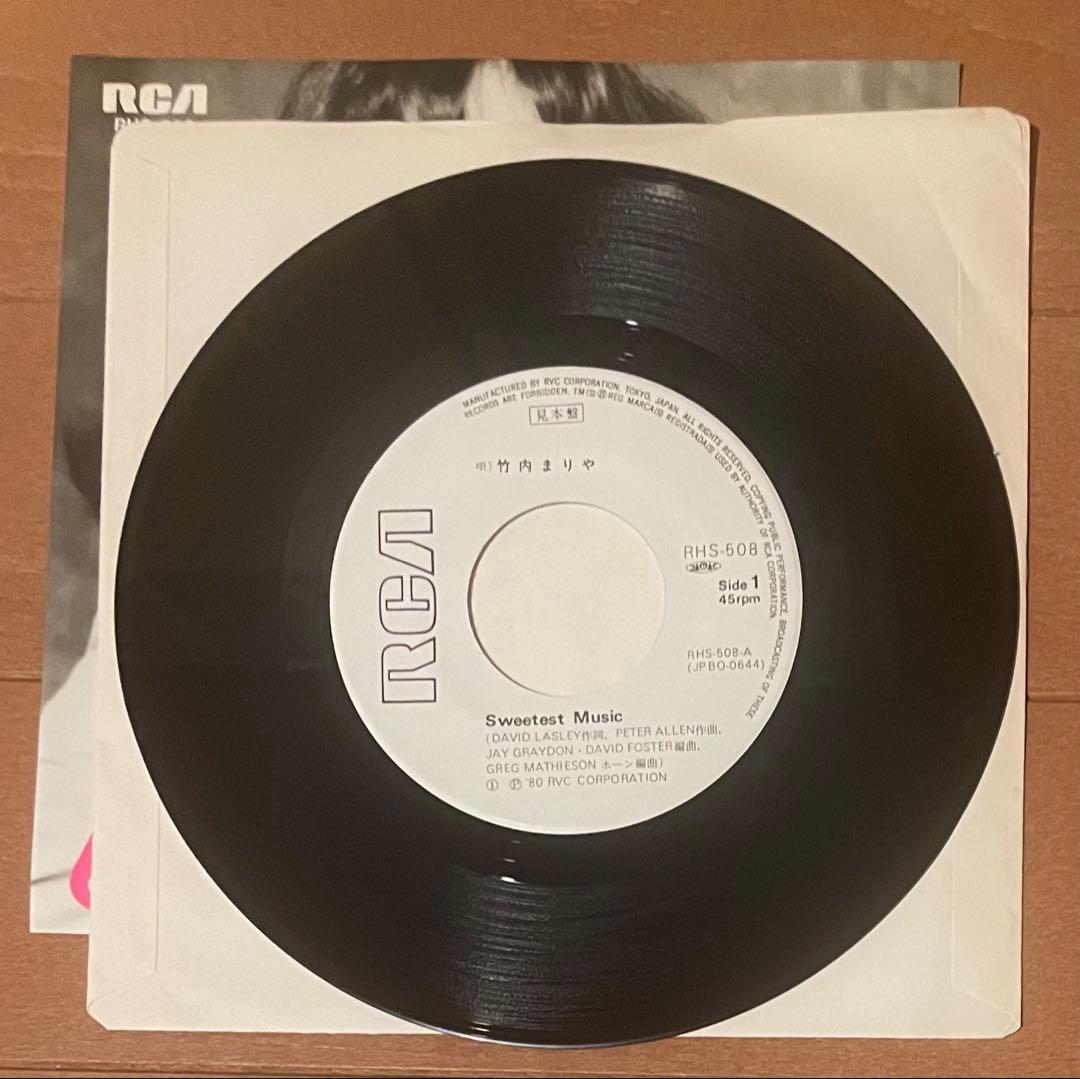 RCA
MANUFACTURED BY RVC CORPORATION, TOKYO, JAPAN. ALL RIGHTS RESERVED, COPYING PUBLIC PERFORMANCE, BROADCASTING OF THESE
RECORDS ARE FORBIDDEN. TM(S)®REG. MARCA(S) REGISTRADA(S) USED BY AUTHORITY OF RCA CORPORATION
見本盤
唄) 竹内まりや
RCA
RHS-508
JASRAC
Side 1
45rpm
RHS-508-A
(JPBO-0644)
Sweetest Music
(DAVID LASLEY作詞, PETER ALLEN作曲,
JAY GRAYDON・DAVID FOSTER編曲,
GREG MATHIESON ホーン編曲)
① Ⓟ '80 RVC CORPORATION